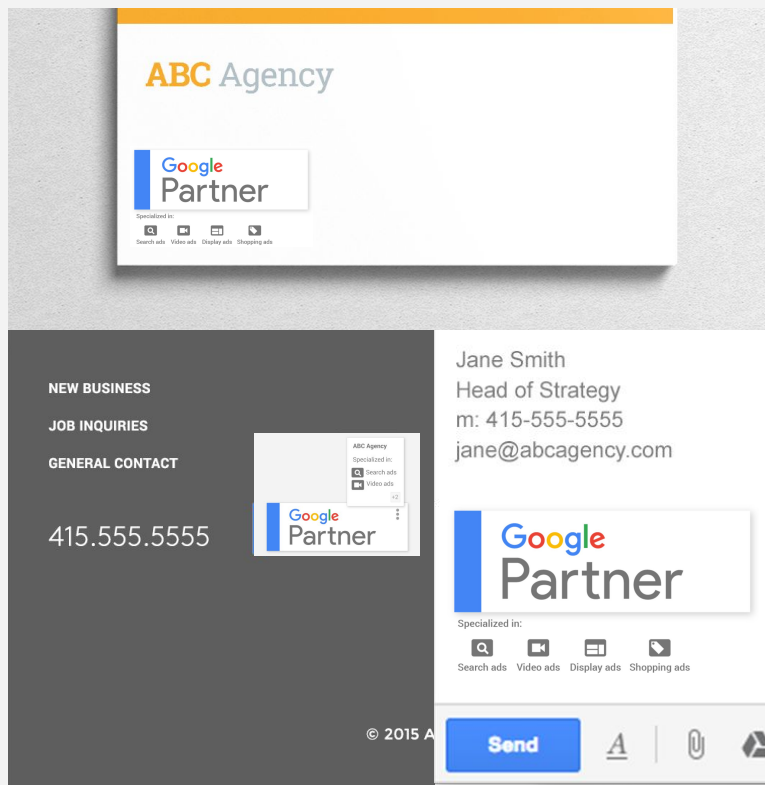 ABC Agency
Google
Partner
Specialized in:
Search ads Video ads Display ads Shopping ads
NEW BUSINESS
JOB INQUIRIES
GENERAL CONTACT
415.555.5555
ABC Agency
Specialized in:
Search ads
Video ads
+2
Google
Partner
© 2015 A
Jane Smith
Head of Strategy
m: 415-555-5555
jane@abcagency.com
Google
Partner
Specialized in:
Search ads Video ads Display ads Shopping ads
Send A